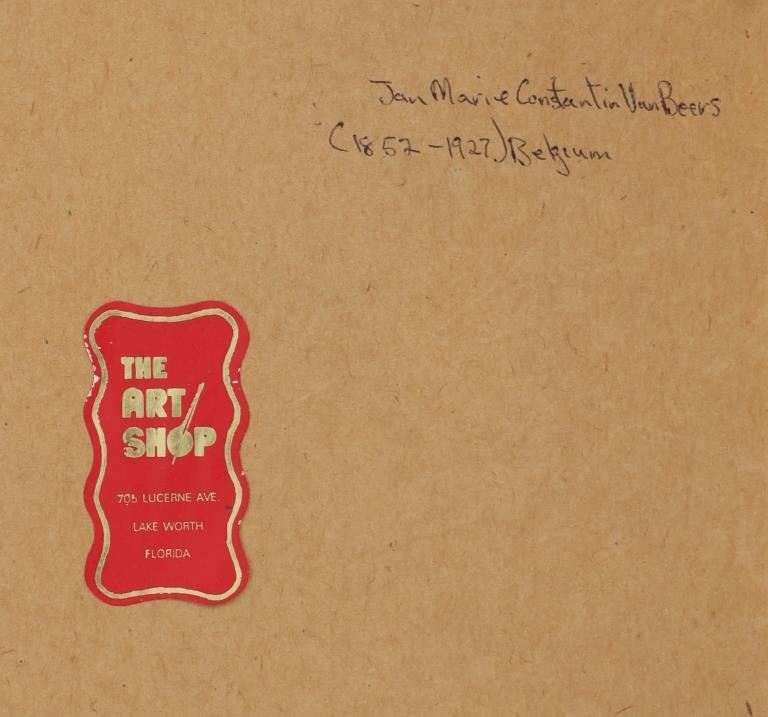 Jan Marie Constantin Van Beers
(1852-1927) Belgium
THE
ART
SHOP
705 LUCERNE AVE.
LAKE WORTH
FLORIDA